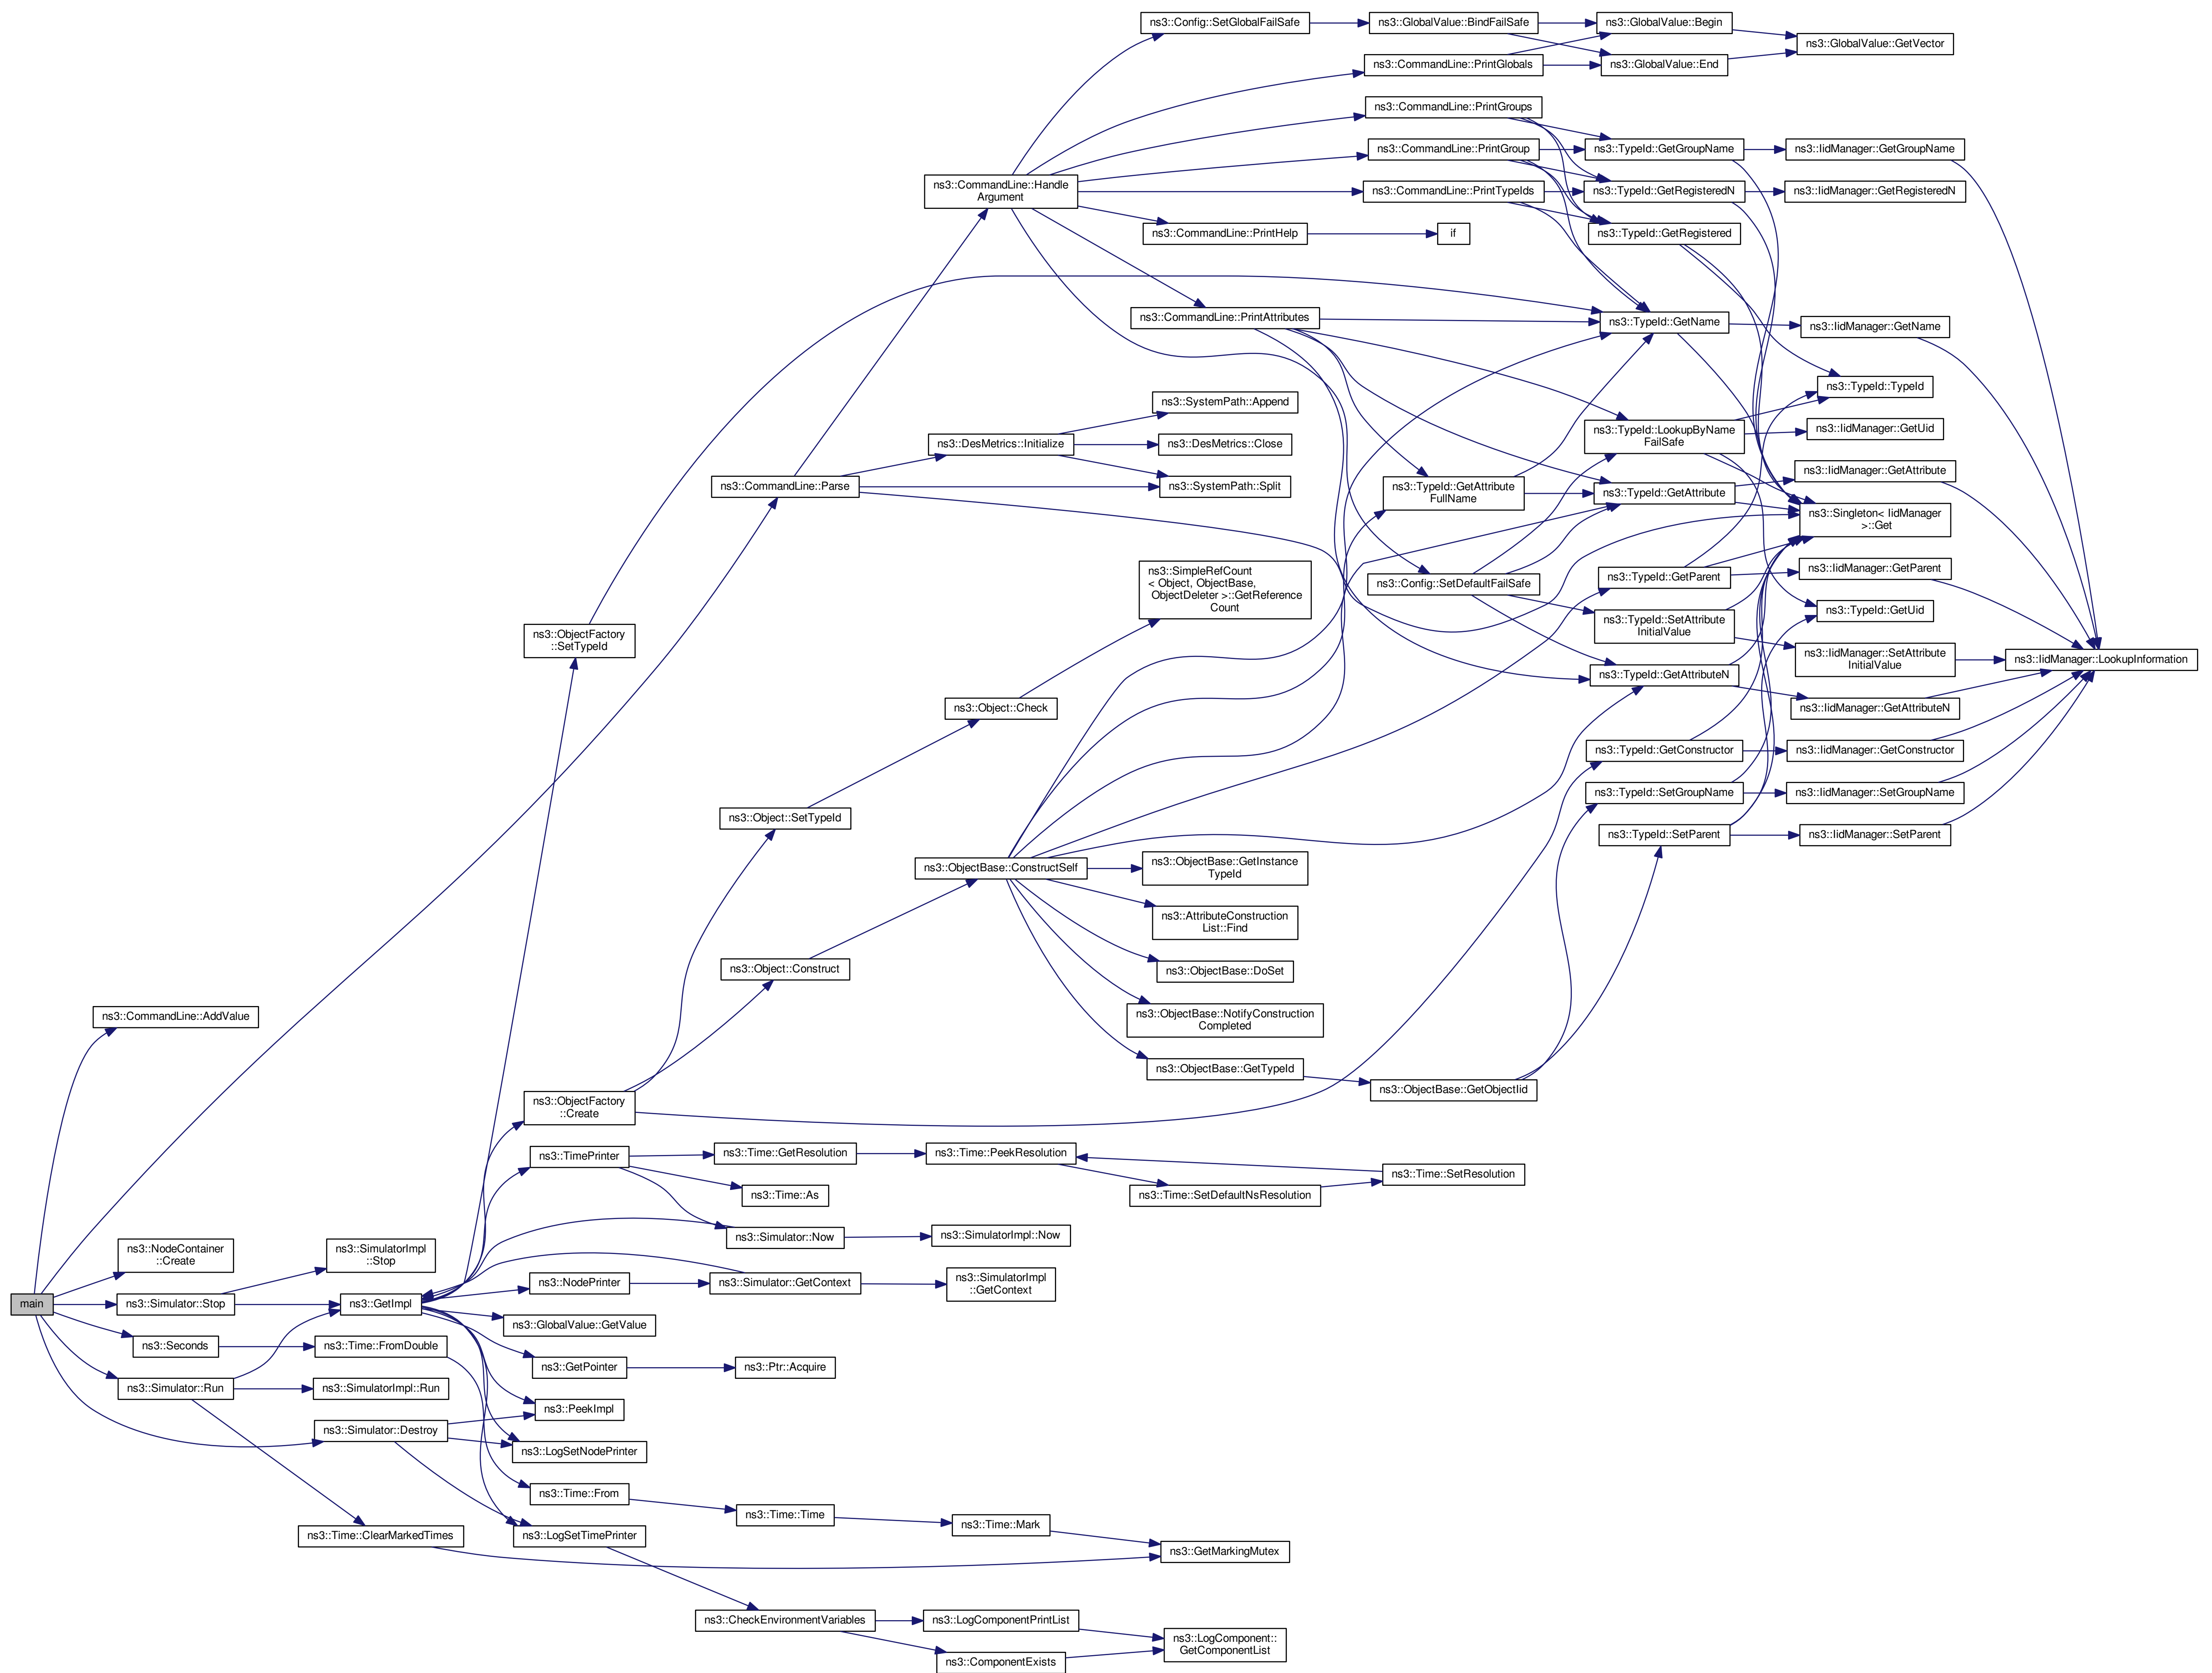 ns3::Config::SetGlobalFailSafe
ns3::GlobalValue::BindFailSafe
ns3::GlobalValue::Begin
ns3::GlobalValue::GetVector
ns3::CommandLine::PrintGlobals
ns3::GlobalValue::End
ns3::CommandLine::PrintGroups
ns3::CommandLine::PrintGroup
ns3::TypeId::GetGroupName
ns3::IidManager::GetGroupName
ns3::CommandLine::Handle
Argument
ns3::CommandLine::PrintTypeIds
ns3::TypeId::GetRegisteredN
ns3::IidManager::GetRegisteredN
ns3::CommandLine::PrintHelp
if
ns3::TypeId::GetRegistered
ns3::CommandLine::PrintAttributes
ns3::TypeId::GetName
ns3::IidManager::GetName
ns3::TypeId::TypeId
ns3::SystemPath::Append
ns3::TypeId::LookupByName
FailSafe
ns3::IidManager::GetUid
ns3::DesMetrics::Initialize
ns3::DesMetrics::Close
ns3::IidManager::GetAttribute
ns3::CommandLine::Parse
ns3::SystemPath::Split
ns3::TypeId::GetAttribute
FullName
ns3::TypeId::GetAttribute
ns3::Singleton< IidManager
>::Get
ns3::SimpleRefCount
< Object, ObjectBase,
ObjectDeleter >::GetReference
Count
ns3::Config::SetDefaultFailSafe
ns3::TypeId::GetParent
ns3::IidManager::GetParent
ns3::TypeId::GetUid
ns3::ObjectFactory
::SetTypeId
ns3::TypeId::SetAttribute
InitialValue
ns3::IidManager::SetAttribute
InitialValue
ns3::IidManager::LookupInformation
ns3::TypeId::GetAttributeN
ns3::IidManager::GetAttributeN
ns3::Object::Check
ns3::TypeId::GetConstructor
ns3::IidManager::GetConstructor
ns3::TypeId::SetGroupName
ns3::IidManager::SetGroupName
ns3::Object::SetTypeId
ns3::TypeId::SetParent
ns3::IidManager::SetParent
ns3::ObjectBase::ConstructSelf
ns3::ObjectBase::GetInstance
TypeId
ns3::AttributeConstruction
List::Find
ns3::Object::Construct
ns3::ObjectBase::DoSet
ns3::CommandLine::AddValue
ns3::ObjectBase::NotifyConstruction
Completed
ns3::ObjectBase::GetTypeId
ns3::ObjectBase::GetObjectIid
ns3::ObjectFactory
::Create
ns3::TimePrinter
ns3::Time::GetResolution
ns3::Time::PeekResolution
ns3::Time::SetResolution
ns3::Time::As
ns3::Time::SetDefaultNsResolution
ns3::Simulator::Now
ns3::SimulatorImpl::Now
ns3::NodeContainer
::Create
ns3::SimulatorImpl
::Stop
ns3::NodePrinter
ns3::Simulator::GetContext
ns3::SimulatorImpl
::GetContext
main
ns3::Simulator::Stop
ns3::GetImpl
ns3::GlobalValue::GetValue
ns3::Seconds
ns3::Time::FromDouble
ns3::GetPointer
ns3::Ptr::Acquire
ns3::Simulator::Run
ns3::SimulatorImpl::Run
ns3::PeekImpl
ns3::Simulator::Destroy
ns3::LogSetNodePrinter
ns3::Time::From
ns3::Time::Time
ns3::Time::Mark
ns3::Time::ClearMarkedTimes
ns3::LogSetTimePrinter
ns3::GetMarkingMutex
ns3::CheckEnvironmentVariables
ns3::LogComponentPrintList
ns3::LogComponent::
GetComponentList
ns3::ComponentExists